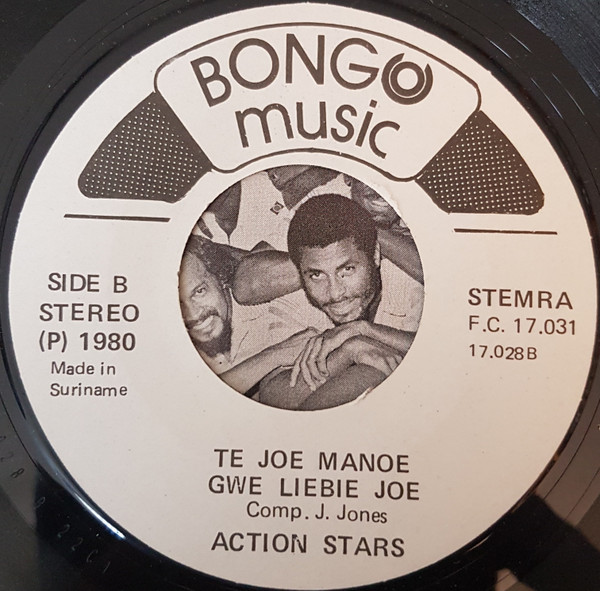 BONGO
music
SIDE B
STEREO
(P) 1980
Made in
Suriname
STEMRA
F.C. 17.031
17.028B
TE JOE MANOE
GWE LIEBIE JOE
Comp. J. Jones
ACTION STARS